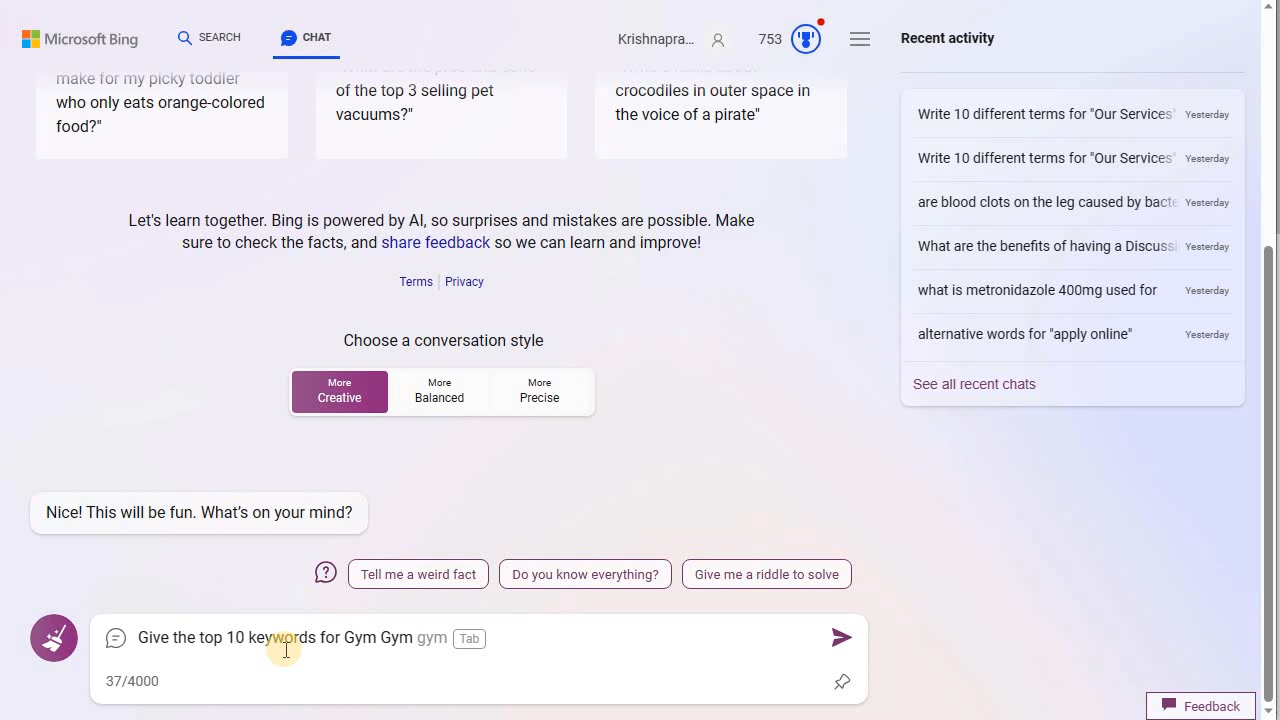 Microsoft Bing
SEARCH
CHAT
Krishnapra...
753
Recent activity
make for my picky toddler
who only eats orange-colored
food?"
of the top 3 selling pet
vacuums?"
crocodiles in outer space in
the voice of a pirate"
Let's learn together. Bing is powered by AI, so surprises and mistakes are possible. Make
sure to check the facts, and share feedback so we can learn and improve!
Terms Privacy
Choose a conversation style
More
Creative
More
Balanced
More
Precise
Nice! This will be fun. What's on your mind?
Tell me a weird fact
Do you know everything?
Give me a riddle to solve
Give the top 10 keywords for Gym Gym gym Tab
37/4000
Write 10 different terms for "Our Services" Yesterday
Write 10 different terms for "Our Services" Yesterday
are blood clots on the leg caused by bacte Yesterday
What are the benefits of having a Discussi Yesterday
what is metronidazole 400mg used for Yesterday
alternative words for "apply online" Yesterday
See all recent chats
Feedback